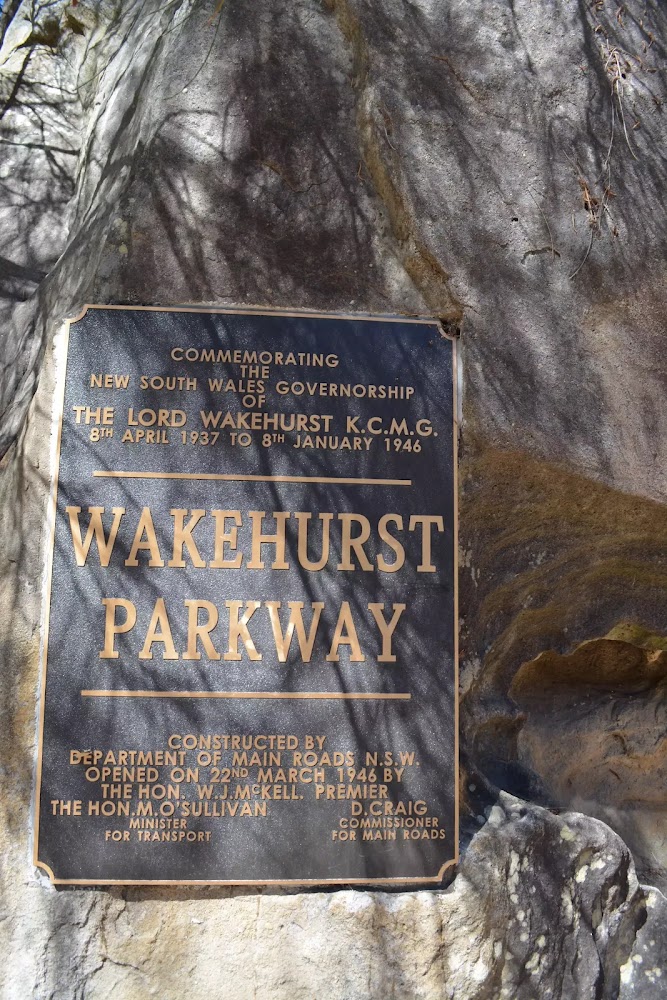 COMMEMORATING
THE
NEW SOUTH WALES GOVERNORSHIP
OF
THE LORD WAKEHURST K.C.M.G.
8TH APRIL 1937 TO 8TH JANUARY 1946
WAKEHURST
PARKWAY
CONSTRUCTED BY
DEPARTMENT OF MAIN ROADS N.S.W.
OPENED ON 22ND MARCH 1946 BY
THE HON. W.J.MCKELL. PREMIER
THE HON.M.O'SULLIVAN D.CRAIG
MINISTER COMMISSIONER
FOR TRANSPORT FOR MAIN ROADS